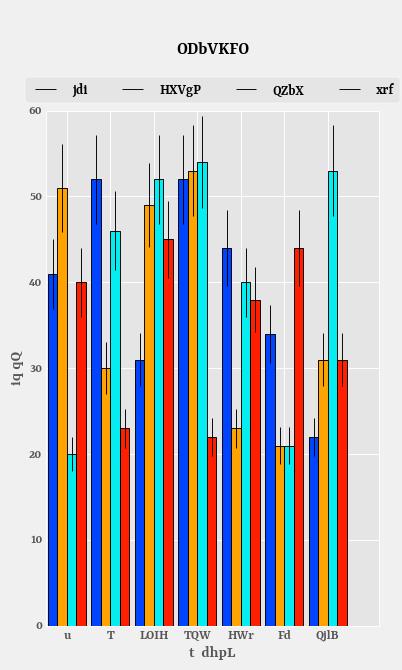 ODbVKFO
jdi HXVgP QZbX xrf
60
50
40
30
20
10
0
iq qQ
u T LOIH TQW HWr Fd QjlB
t dhpL